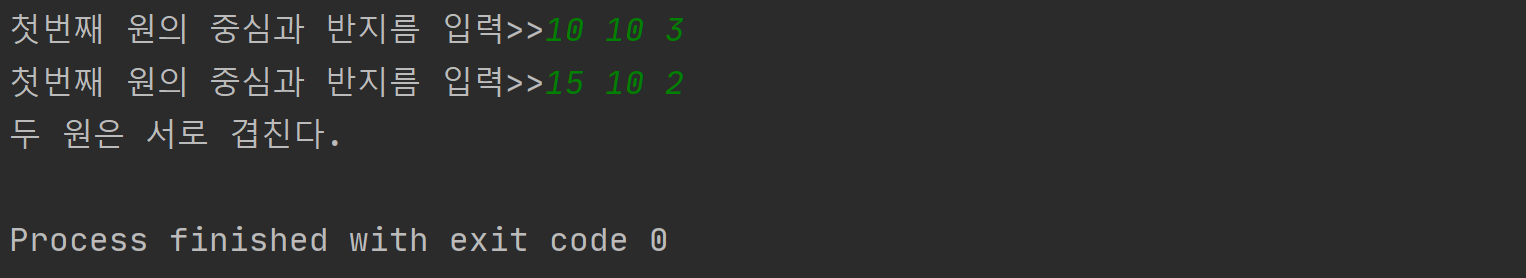 첫번째 원의 중심과 반지름 입력>>10 10 3
첫번째 원의 중심과 반지름 입력>>15 10 2
두 원은 서로 겹친다.
Process finished with exit code 0